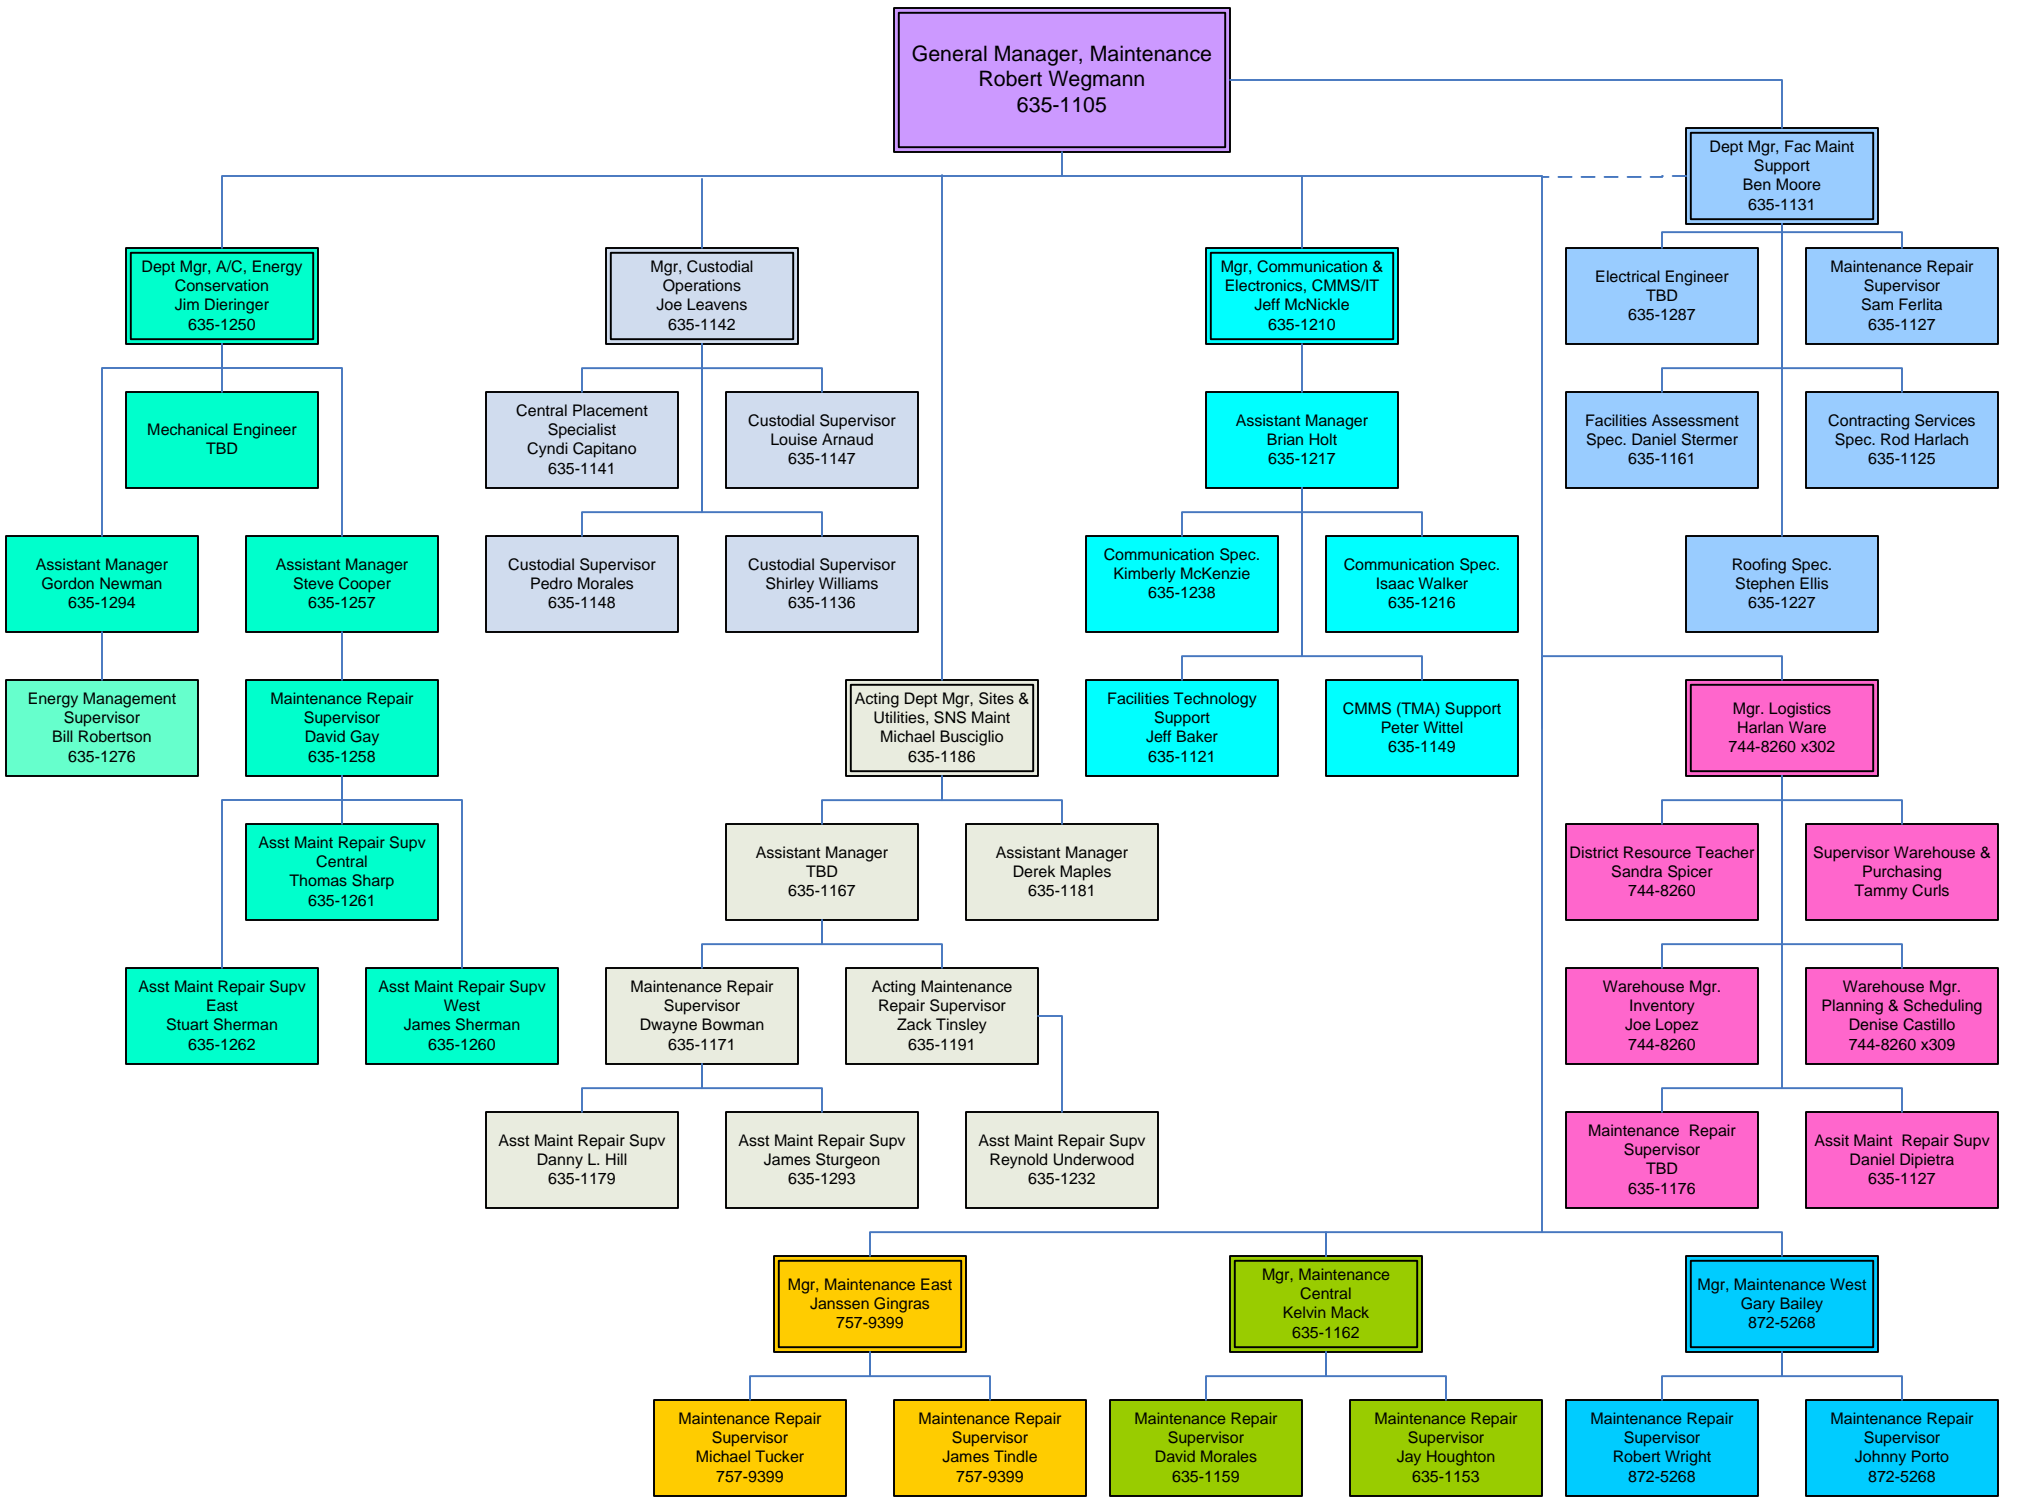 General Manager, Maintenance
Robert Wegmann
635-1105
Dept Mgr, Fac Maint
Support
Ben Moore
635-1131
Dept Mgr, A/C, Energy
Conservation
Jim Dieringer
635-1250
Mgr, Custodial
Operations
Joe Leavens
635-1142
Mgr, Communication &
Electronics, CMMS/IT
Jeff McNickle
635-1210
Electrical Engineer
TBD
635-1287
Maintenance Repair
Supervisor
Sam Ferlita
635-1127
Mechanical Engineer
TBD
Central Placement
Specialist
Cyndi Capitano
635-1141
Custodial Supervisor
Louise Arnaud
635-1147
Assistant Manager
Brian Holt
635-1217
Facilities Assessment
Spec. Daniel Stermer
635-1161
Contracting Services
Spec. Rod Harlach
635-1125
Assistant Manager
Gordon Newman
635-1294
Assistant Manager
Steve Cooper
635-1257
Custodial Supervisor
Pedro Morales
635-1148
Custodial Supervisor
Shirley Williams
635-1136
Communication Spec.
Kimberly McKenzie
635-1238
Communication Spec.
Isaac Walker
635-1216
Roofing Spec.
Stephen Ellis
635-1227
Energy Management
Supervisor
Bill Robertson
635-1276
Maintenance Repair
Supervisor
David Gay
635-1258
Acting Dept Mgr, Sites &
Utilities, SNS Maint
Michael Busciglio
635-1186
Facilities Technology
Support
Jeff Baker
635-1121
CMMS (TMA) Support
Peter Wittel
635-1149
Mgr. Logistics
Harlan Ware
744-8260 x302
Asst Maint Repair Supv
Central
Thomas Sharp
635-1261
Assistant Manager
TBD
635-1167
Assistant Manager
Derek Maples
635-1181
District Resource Teacher
Sandra Spicer
744-8260
Supervisor Warehouse &
Purchasing
Tammy Curls
Asst Maint Repair Supv
East
Stuart Sherman
635-1262
Asst Maint Repair Supv
West
James Sherman
635-1260
Maintenance Repair
Supervisor
Dwayne Bowman
635-1171
Acting Maintenance
Repair Supervisor
Zack Tinsley
635-1191
Warehouse Mgr.
Inventory
Joe Lopez
744-8260
Warehouse Mgr.
Planning & Scheduling
Denise Castillo
744-8260 x309
Asst Maint Repair Supv
Danny L. Hill
635-1179
Asst Maint Repair Supv
James Sturgeon
635-1293
Asst Maint Repair Supv
Reynold Underwood
635-1232
Maintenance  Repair
Supervisor
TBD
635-1176
Assit Maint  Repair Supv
Daniel Dipietra
635-1127
Mgr, Maintenance East
Janssen Gingras
757-9399
Mgr, Maintenance
Central
Kelvin Mack
635-1162
Mgr, Maintenance West
Gary Bailey
872-5268
Maintenance Repair
Supervisor
Michael Tucker
757-9399
Maintenance Repair
Supervisor
James Tindle
757-9399
Maintenance Repair
Supervisor
David Morales
635-1159
Maintenance Repair
Supervisor
Jay Houghton
635-1153
Maintenance Repair
Supervisor
Robert Wright
872-5268
Maintenance Repair
Supervisor
Johnny Porto
872-5268